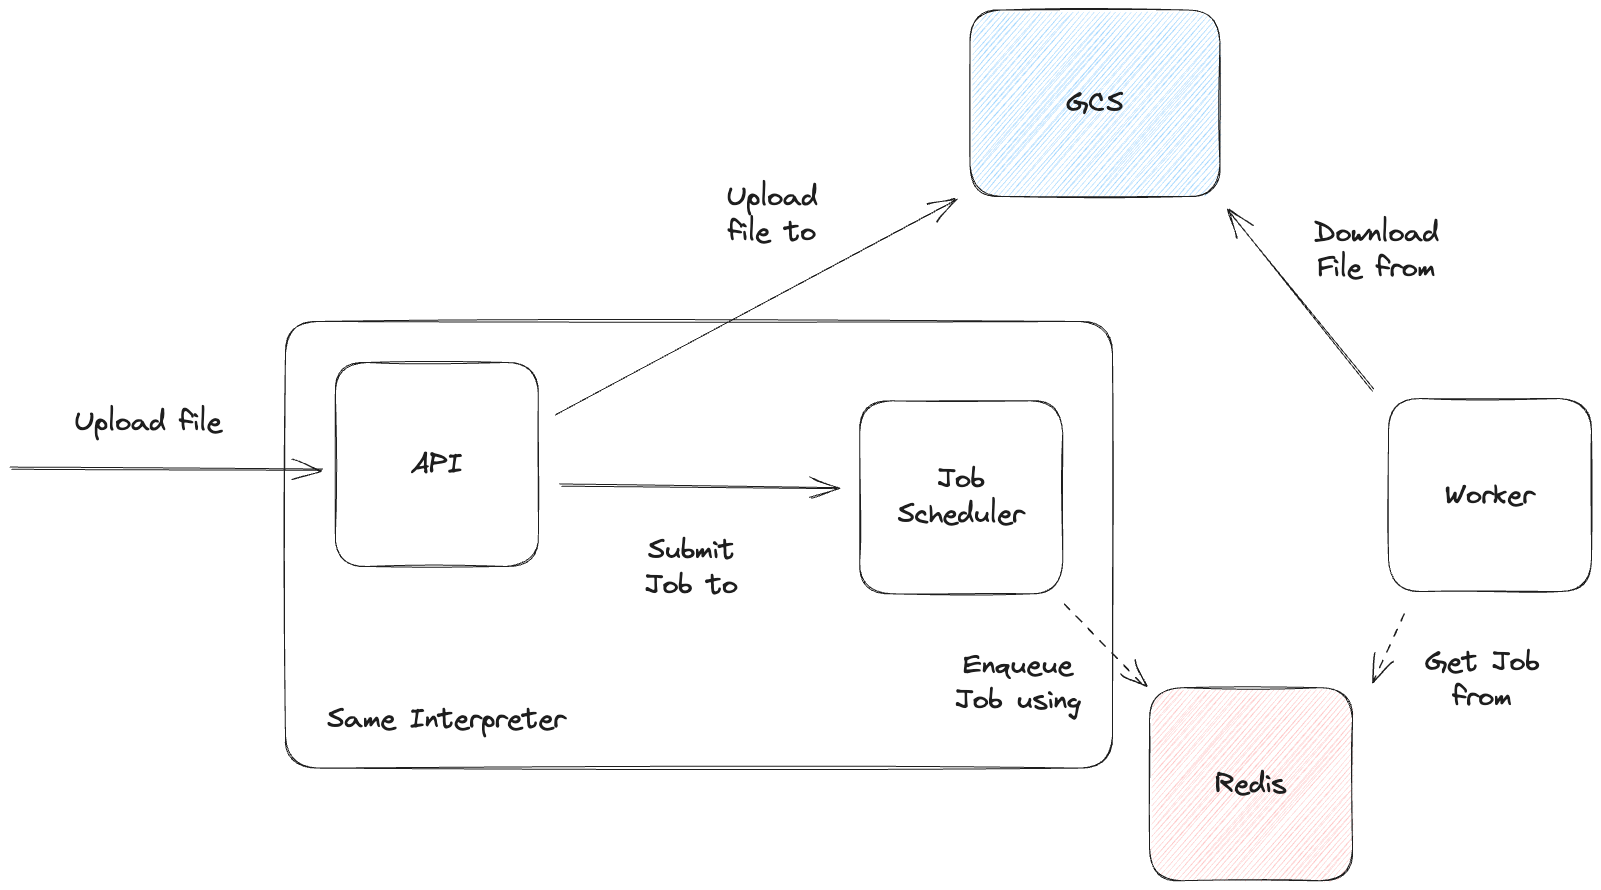 GCS
Upload
file to
Download
File from
Upload file
API
Job
Scheduler
Worker
Submit
Job to
Enqueue
Job using
Get Job
from
Same Interpreter
Redis